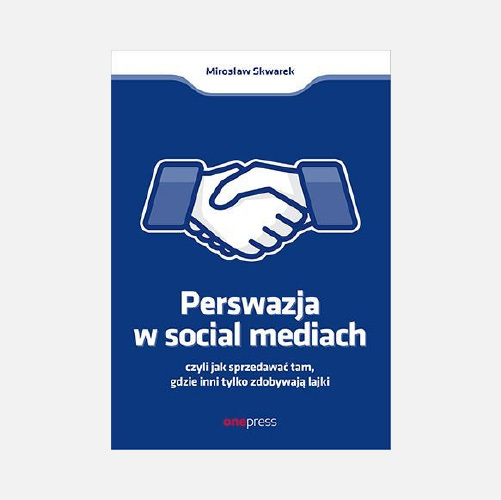 Mirosław Skwarek
Perswazja
w social mediach
czyli jak sprzedawać tam,
gdzie inni tylko zdobywają lajki
onepress